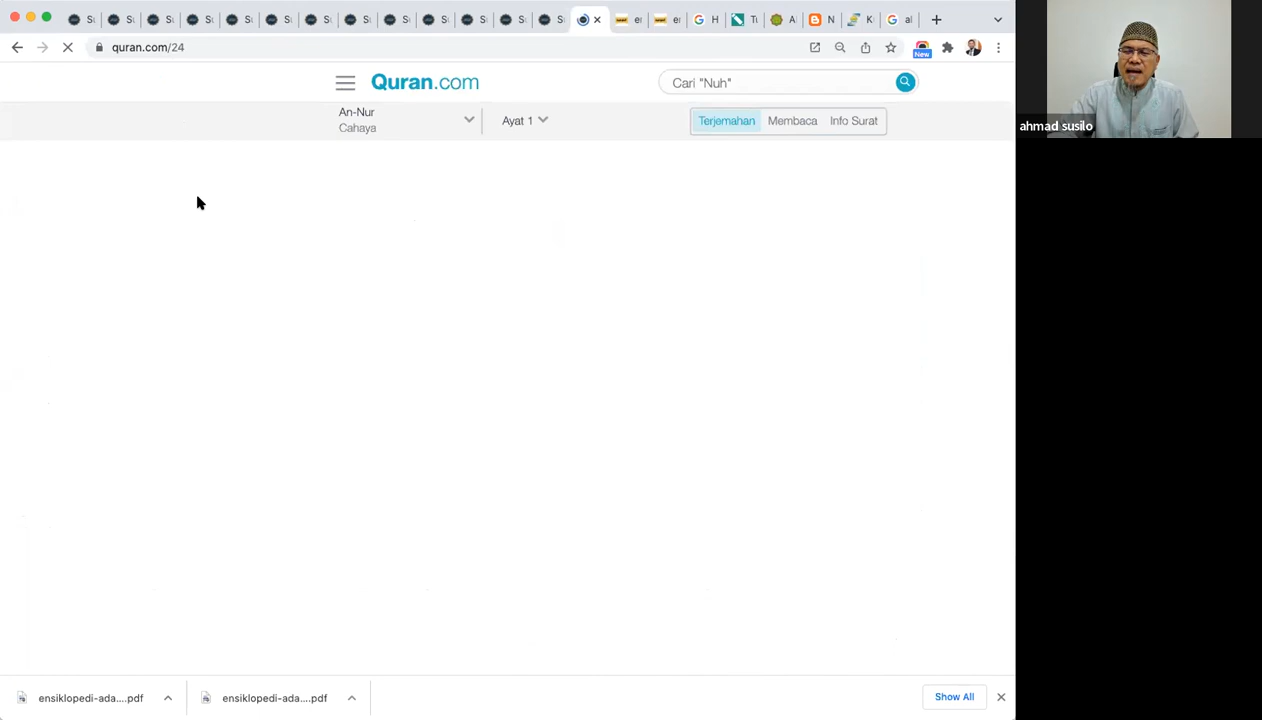 quran.com/24
New
Quran.com
Cari "Nuh"
An-Nur
Cahaya
Ayat 1
Terjemahan
Membaca
Info Surat
ahmad susilo
ensiklopedi-ada....pdf
ensiklopedi-ada....pdf
Show All